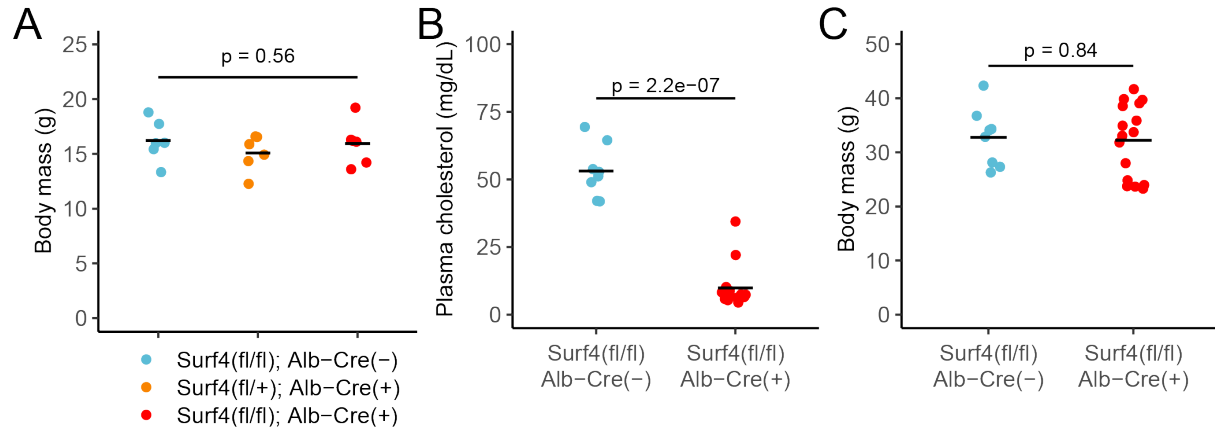 A
Body mass (g)
25
20
15
10
5
0
p = 0.56
Surf4(fl/fl); Alb−Cre(−)
Surf4(fl/+); Alb−Cre(+)
Surf4(fl/fl); Alb−Cre(+)
B
Plasma cholesterol (mg/dL)
100
75
50
25
0
p = 2.2e−07
Surf4(fl/fl)
Alb−Cre(−)
Surf4(fl/fl)
Alb−Cre(+)
C
Body mass (g)
50
40
30
20
10
0
p = 0.84
Surf4(fl/fl)
Alb−Cre(−)
Surf4(fl/fl)
Alb−Cre(+)